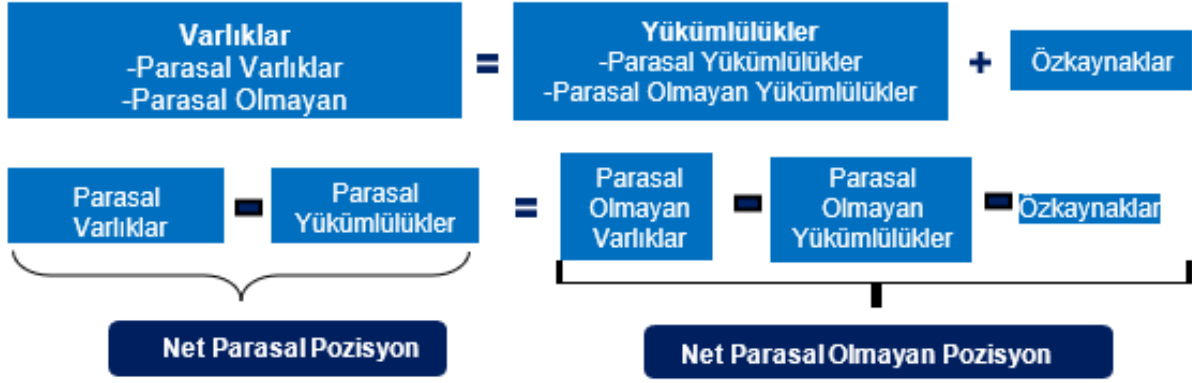 Varlıklar
-Parasal Varlıklar
-Parasal Olmayan
=
Yükümlülükler
-Parasal Yükümlülükler
-Parasal Olmayan Yükümlülükler
+
Özkaynaklar
Parasal
Varlıklar
-
Parasal
Yükümlülükler
=
Parasal
Olmayan
Varlıklar
-
Parasal
Olmayan
Yükümlülükler
-
Özkaynaklar
Net Parasal Pozisyon
Net Parasal Olmayan Pozisyon